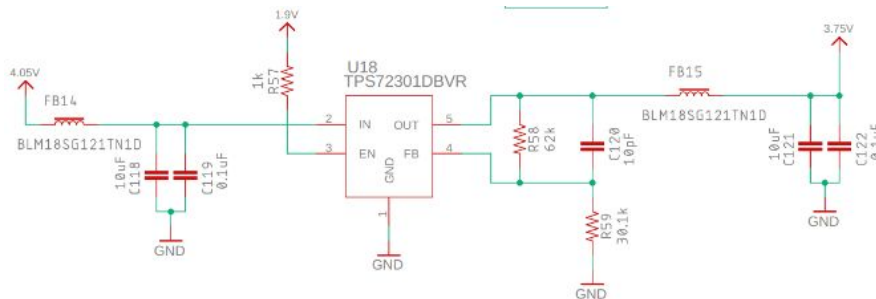 4.05V
FB14
BLM18SG121TN1D
10uF
C118
C119
0.1uF
GND
1.9V
1k
R57
U18
TPS72301DBVR
2
IN
3
EN
GND
1
OUT
5
FB
4
GND
R58
62k
C120
10pF
R59
30.1k
GND
FB15
BLM18SG121TN1D
3.75V
10uF
C121
C122
0.1uF
GND